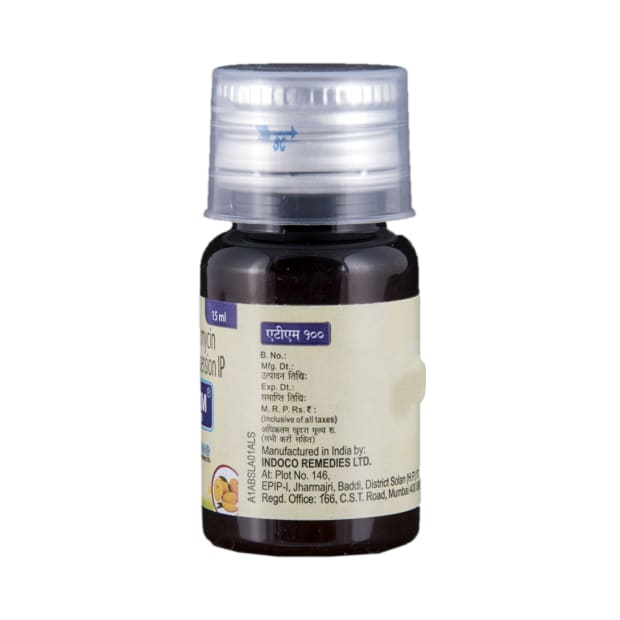 15 ml
एटीएम १००
B. No.:
Mfg. Dt.:
उत्पादन तिथि:
Exp. Dt.:
समाप्ति तिथि:
M. R. P. Rs. ₹ :
(Inclusive of all taxes)
अधिकतम खुदरा मूल्य रु.
(सभी करों सहित)
Manufactured in India by:
INDOCO REMEDIES LTD.
At: Plot No. 146,
EPIP-I, Jharmajri, Baddi, District Solan
Regd. Office: 166, C.S.T. Road, Mumbai-400
A1ABSLA01ALS
mycin
ension IP
M®